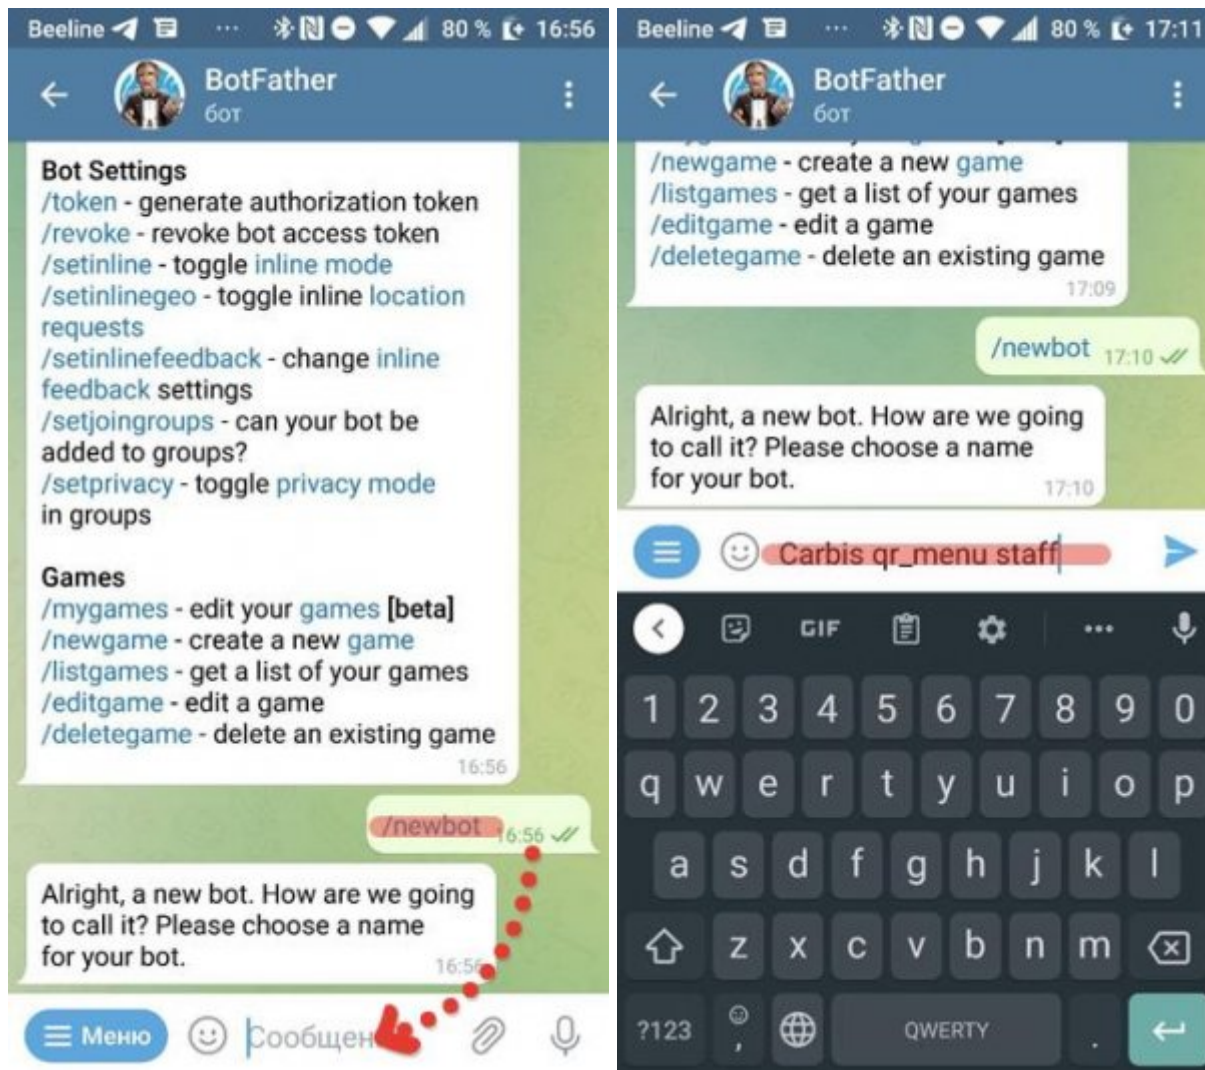 Beeline ... 80 % 16:56
BotFather
бот
Bot Settings
/token - generate authorization token
/revoke - revoke bot access token
/setinline - toggle inline mode
/setinlinegeo - toggle inline location
requests
/setinlinefeedback - change inline
feedback settings
/setjoingroups - can your bot be
added to groups?
/setprivacy - toggle privacy mode
in groups
Games
/mygames - edit your games [beta]
/newgame - create a new game
/listgames - get a list of your games
/editgame - edit a game
/deletegame - delete an existing game
16:56
/newbot 16:56
Alright, a new bot. How are we going
to call it? Please choose a name
for your bot.
16:56
Меню Сообщен
Beeline ... 80 % 17:11
BotFather
бот
/newgame - create a new game
/listgames - get a list of your games
/editgame - edit a game
/deletegame - delete an existing game
17:09
/newbot 17:10
Alright, a new bot. How are we going
to call it? Please choose a name
for your bot.
17:10
Carbis qr_menu staff
GIF
1 2 3 4 5 6 7 8 9 0
q w e r t y u i o p
a s d f g h j k l
z x c v b n m
?123 , QWERTY .